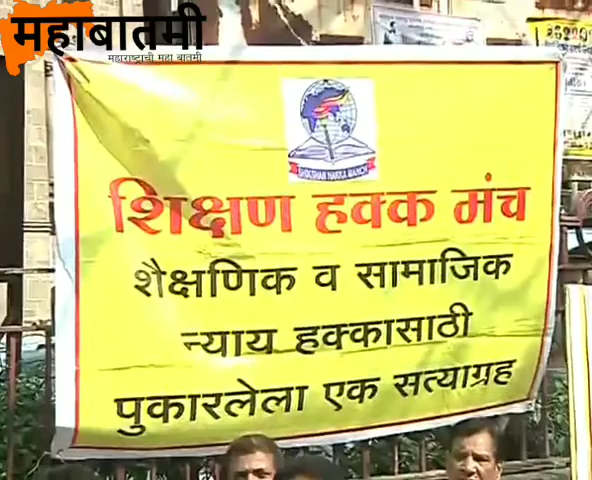 महाबातमी
महाराष्ट्राची महा बातमी
SHIKSHAN HAKKA MANCH
शिक्षण हक्क मंच
शैक्षणिक व सामाजिक
न्याय हक्कासाठी
पुकारलेला एक सत्याग्रह